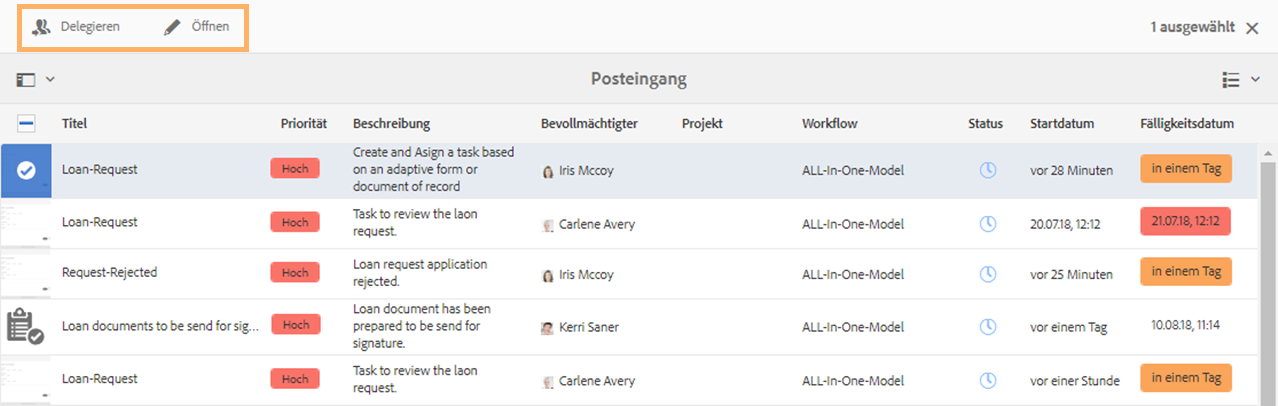 Delegieren Öffnen 1 ausgewählt
Posteingang
Titel Priorität Beschreibung Bevollmächtigter Projekt Workflow Status Startdatum Fälligkeitsdatum
Loan-Request Hoch Create and Asign a task based
on an adaptive form or
document of record Iris Mccoy ALL-In-One-Model vor 28 Minuten in einem Tag
Loan-Request Hoch Task to review the laon
request. Carlene Avery ALL-In-One-Model 20.07.18, 12:12 21.07.18, 12:12
Request-Rejected Hoch Loan request application
rejected. Iris Mccoy ALL-In-One-Model vor 25 Minuten in einem Tag
Loan documents to be send for sig... Hoch Loan document has been
prepared to be send for
signature. Kerri Saner ALL-In-One-Model vor einem Tag 10.08.18, 11:14
Loan-Request Hoch Task to review the laon
request. Carlene Avery ALL-In-One-Model vor einer Stunde in einem Tag